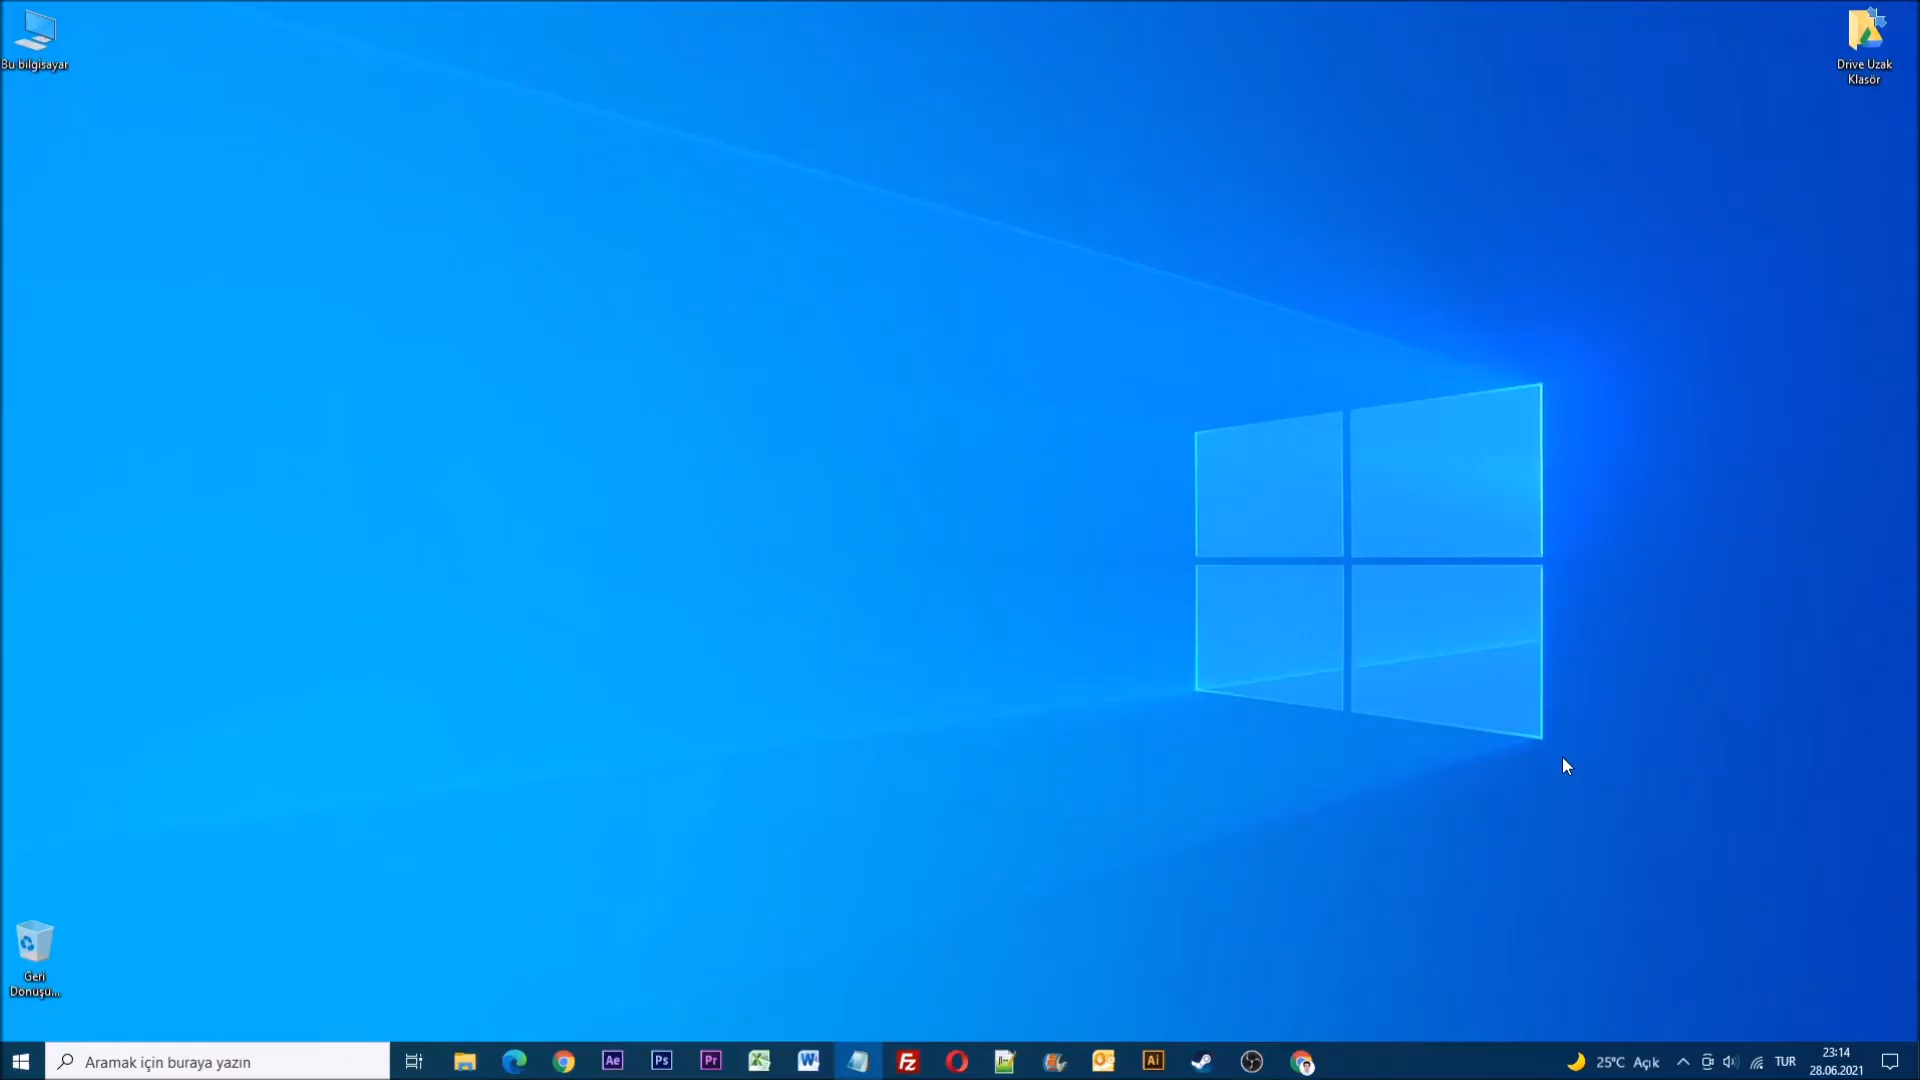 Bu bilgisayar
Drive Uzak
Klasör
Geri
Dönüşü...
Aramak için buraya yazın
Ae
Ps
Pr
Ai
25°C Açık
TUR
23:14
28.06.2021